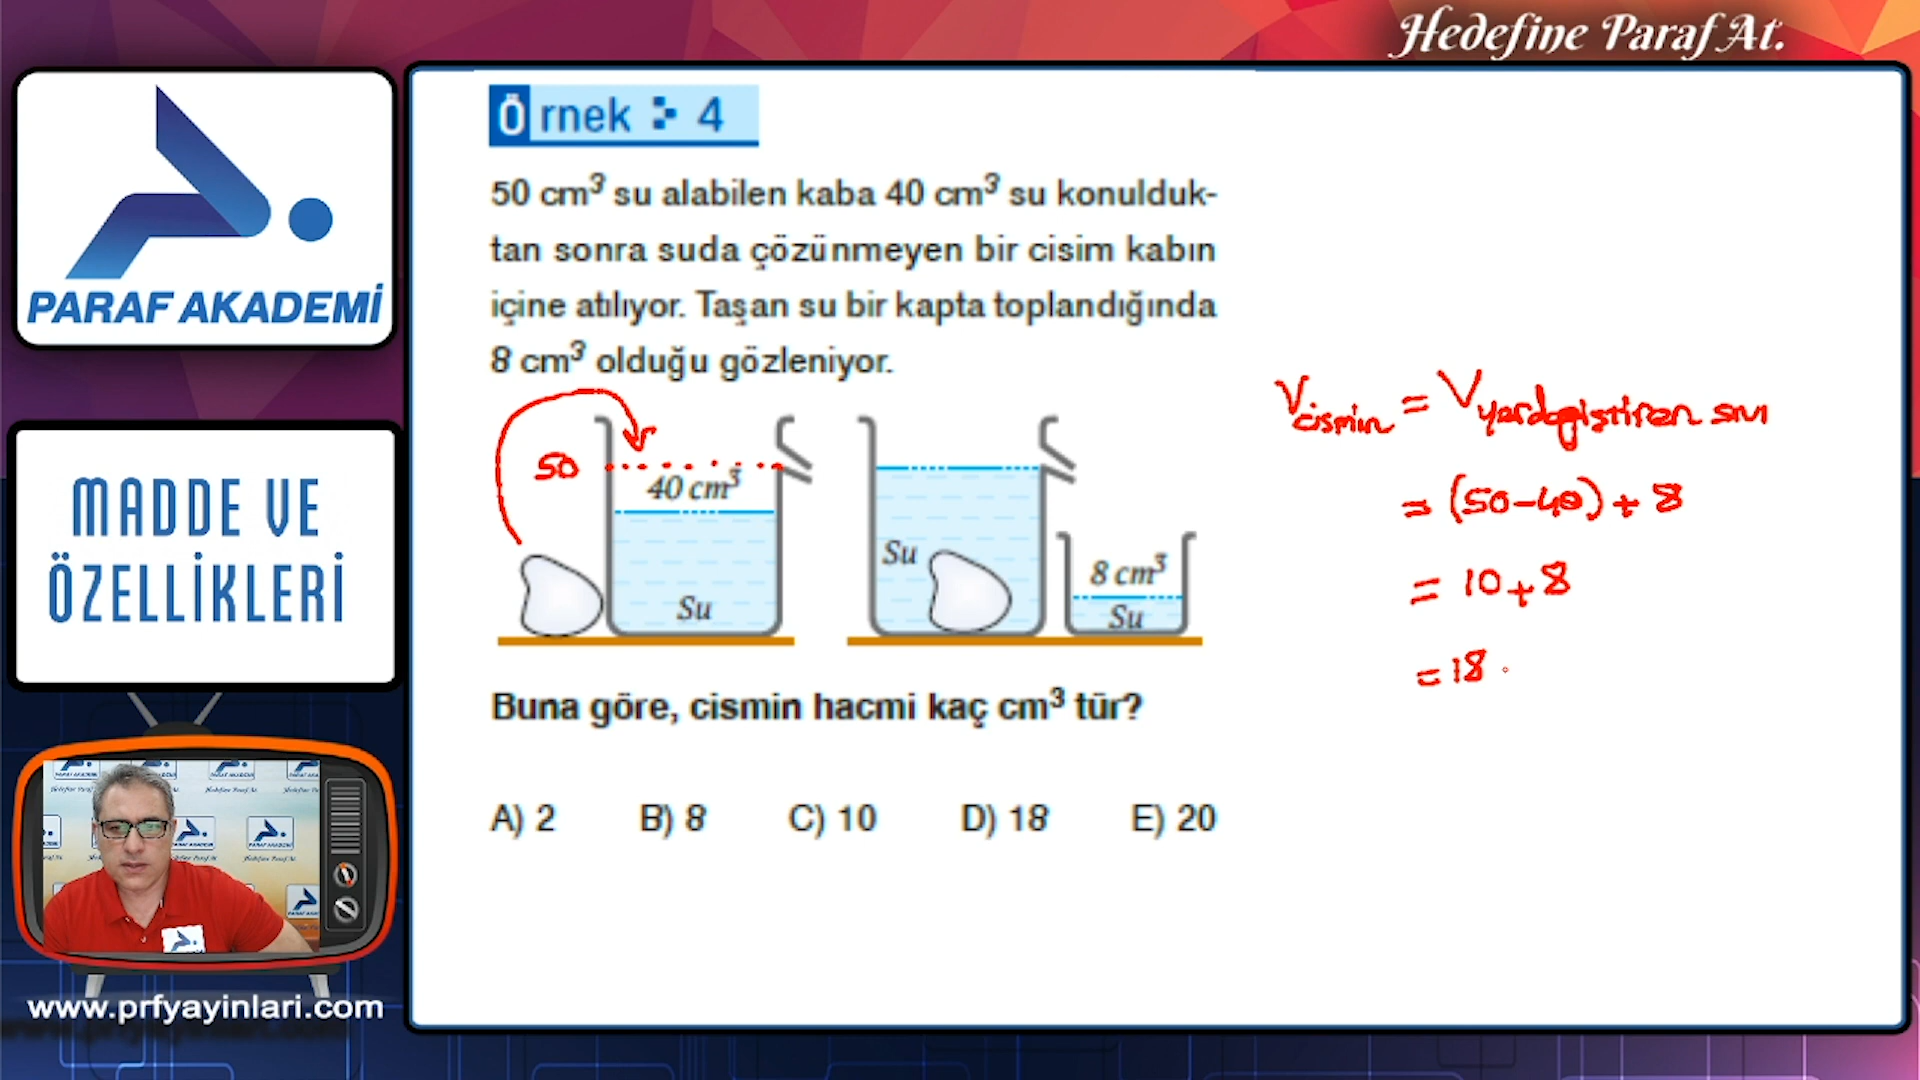 Hedefine Paraf At.
PARAF AKADEMİ
MADDE VE
ÖZELLİKLERİ
www.prfyayinlari.com
Örnek 4
50 cm³ su alabilen kaba 40 cm³ su konulduk-
tan sonra suda çözünmeyen bir cisim kabın
içine atılıyor. Taşan su bir kapta toplandığında
8 cm³ olduğu gözleniyor.
50
40 cm³
Su
Su
8 cm³
Su
Buna göre, cismin hacmi kaç cm³ tür?
A) 2 B) 8 C) 10 D) 18 E) 20
Vcismin = Vyerdeğiştiren sıvı
= (50-40) + 8
= 10 + 8
= 18